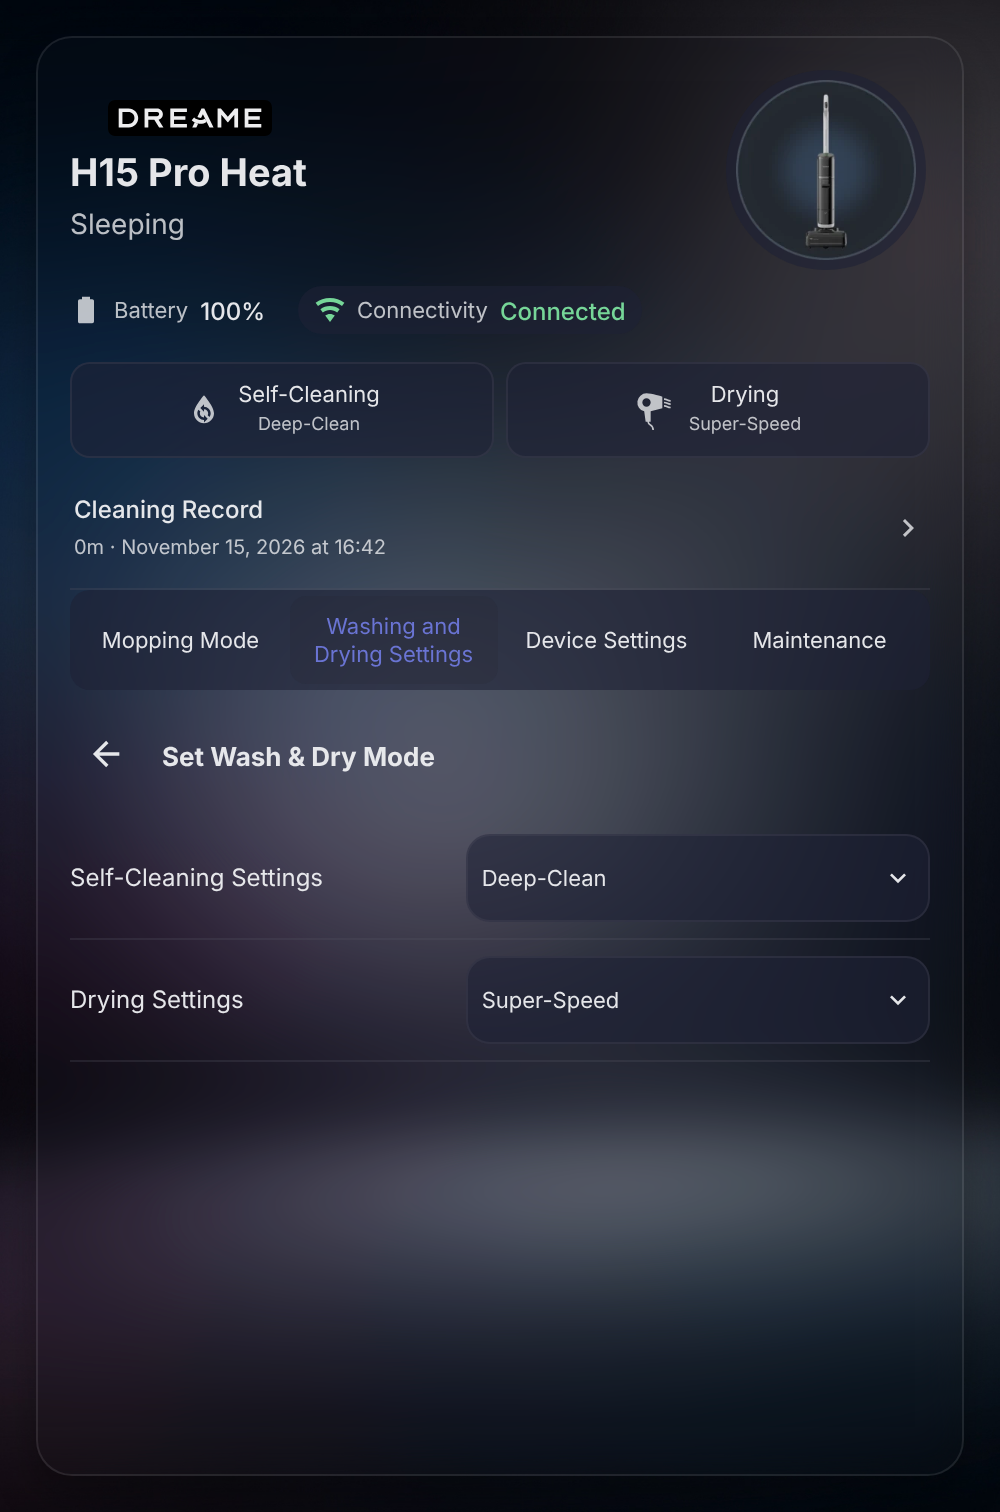 DREAME
H15 Pro Heat
Sleeping
Battery 100% Connectivity Connected
Self-Cleaning
Deep-Clean
Drying
Super-Speed
Cleaning Record
0m · November 15, 2026 at 16:42
Mopping Mode
Washing and
Drying Settings
Device Settings
Maintenance
Set Wash & Dry Mode
Self-Cleaning Settings
Deep-Clean
Drying Settings
Super-Speed